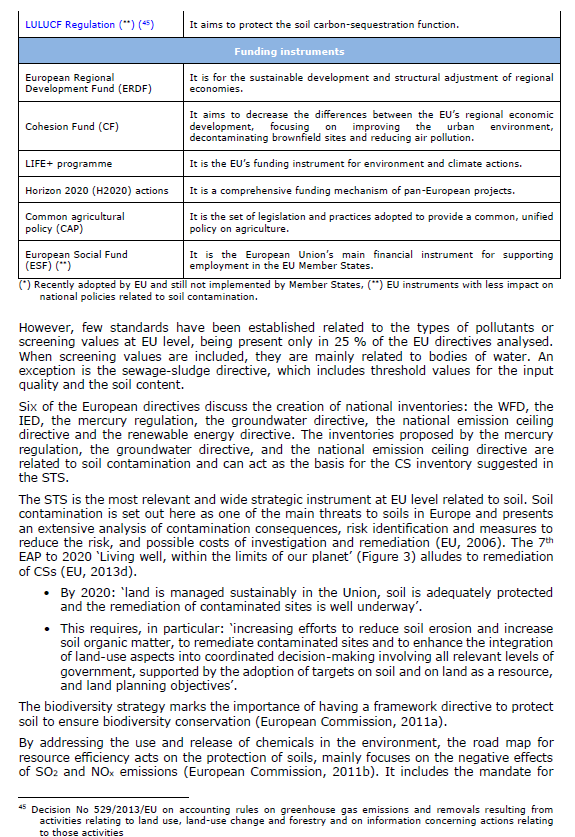 LULUCF Regulation (**) (45)
It aims to protect the soil carbon-sequestration function.
Funding instruments
European Regional
Development Fund (ERDF)
It is for the sustainable development and structural adjustment of regional
economies.
Cohesion Fund (CF)
It aims to decrease the differences between the EU's regional economic
development, focusing on improving the urban environment,
decontaminating brownfield sites and reducing air pollution.
LIFE+ programme
It is the EU's funding instrument for environment and climate actions.
Horizon 2020 (H2020) actions
It is a comprehensive funding mechanism of pan-European projects.
Common agricultural
policy (CAP)
It is the set of legislation and practices adopted to provide a common, unified
policy on agriculture.
European Social Fund
(ESF) (**)
It is the European Union's main financial instrument for supporting
employment in the EU Member States.
(*) Recently adopted by EU and still not implemented by Member States, (**) EU instruments with less impact on
national policies related to soil contamination.
However, few standards have been established related to the types of pollutants or
screening values at EU level, being present only in 25 % of the EU directives analysed.
When screening values are included, they are mainly related to bodies of water. An
exception is the sewage-sludge directive, which includes threshold values for the input
quality and the soil content.
Six of the European directives discuss the creation of national inventories: the WFD, the
IED, the mercury regulation, the groundwater directive, the national emission ceiling
directive and the renewable energy directive. The inventories proposed by the mercury
regulation, the groundwater directive, and the national emission ceiling directive are
related to soil contamination and can act as the basis for the CS inventory suggested in
the STS.
The STS is the most relevant and wide strategic instrument at EU level related to soil. Soil
contamination is set out here as one of the main threats to soils in Europe and presents
an extensive analysis of contamination consequences, risk identification and measures to
reduce the risk, and possible costs of investigation and remediation (EU, 2006). The 7th
EAP to 2020 'Living well, within the limits of our planet' (Figure 3) alludes to remediation
of CSs (EU, 2013d).
• By 2020: 'land is managed sustainably in the Union, soil is adequately protected
and the remediation of contaminated sites is well underway'.
• This requires, in particular: 'increasing efforts to reduce soil erosion and increase
soil organic matter, to remediate contaminated sites and to enhance the integration
of land-use aspects into coordinated decision-making involving all relevant levels of
government, supported by the adoption of targets on soil and on land as a resource,
and land planning objectives'.
The biodiversity strategy marks the importance of having a framework directive to protect
soil to ensure biodiversity conservation (European Commission, 2011a).
By addressing the use and release of chemicals in the environment, the road map for
resource efficiency acts on the protection of soils, mainly focuses on the negative effects
of SO2 and NOx emissions (European Commission, 2011b). It includes the mandate for
45 Decision No 529/2013/EU on accounting rules on greenhouse gas emissions and removals resulting from
activities relating to land use, land-use change and forestry and on information concerning actions relating
to those activities